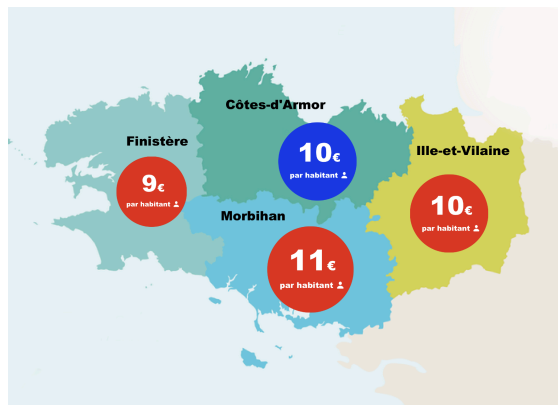 Côtes-d'Armor
10€
par habitant
Finistère
9€
par habitant
Ille-et-Vilaine
10€
par habitant
Morbihan
11€
par habitant